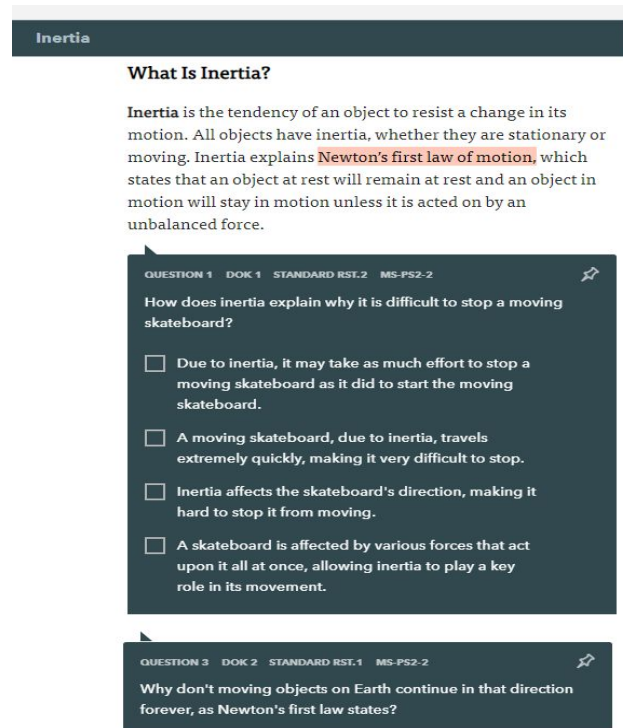 Inertia
What Is Inertia?
Inertia is the tendency of an object to resist a change in its
motion. All objects have inertia, whether they are stationary or
moving. Inertia explains Newton's first law of motion, which
states that an object at rest will remain at rest and an object in
motion will stay in motion unless it is acted on by an
unbalanced force.
QUESTION 1 DOK 1 STANDARD RST.2 MS-PS2-2
How does inertia explain why it is difficult to stop a moving
skateboard?
Due to inertia, it may take as much effort to stop a
moving skateboard as it did to start the moving
skateboard.
A moving skateboard, due to inertia, travels
extremely quickly, making it very difficult to stop.
Inertia affects the skateboard's direction, making it
hard to stop it from moving.
A skateboard is affected by various forces that act
upon it all at once, allowing inertia to play a key
role in its movement.
QUESTION 3 DOK 2 STANDARD RST.1 MS-PS2-2
Why don't moving objects on Earth continue in that direction
forever, as Newton's first law states?